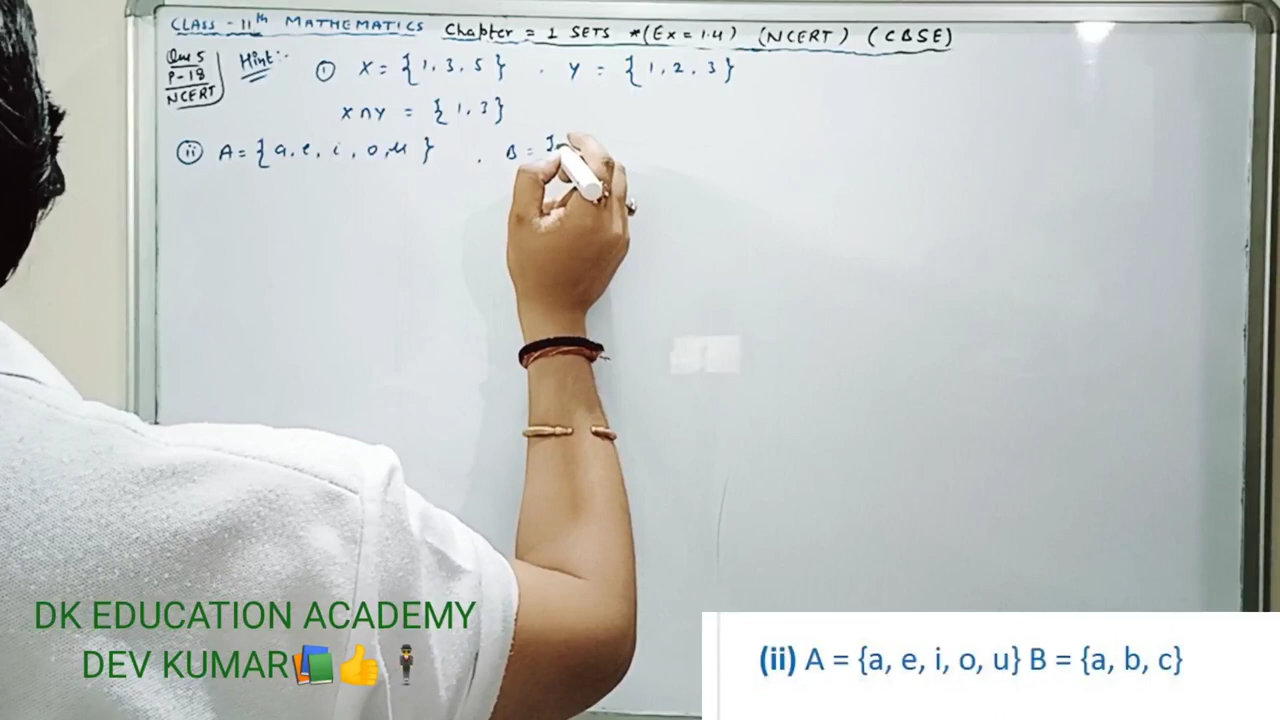 CLASS - 11th MATHEMATICS Chapter = 1 SETS *(Ex = 1.4) (NCERT) (CBSE)
Que 5
P-18
NCERT
Hint:-
(i) X = {1, 3, 5} , Y = {1, 2, 3}
X ∩ Y = {1, 3}
(ii) A = {a, e, i, o, u} , B = {
DK EDUCATION ACADEMY
DEV KUMAR📚👍🕴
(ii) A = {a, e, i, o, u} B = {a, b, c}